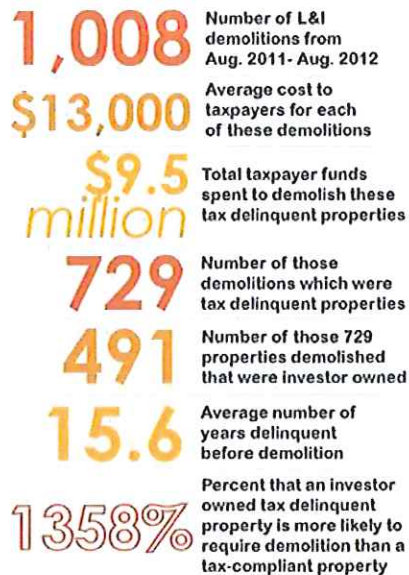 1,008
Number of L&I
demolitions from
Aug. 2011- Aug. 2012
$13,000
Average cost to
taxpayers for each
of these demolitions
$9.5
million
Total taxpayer funds
spent to demolish these
tax delinquent properties
729
Number of those
demolitions which were
tax delinquent properties
491
Number of those 729
properties demolished
that were investor owned
15.6
Average number of
years delinquent
before demolition
1358%
Percent that an investor
owned tax delinquent
property is more likely to
require demolition than a
tax-compliant property